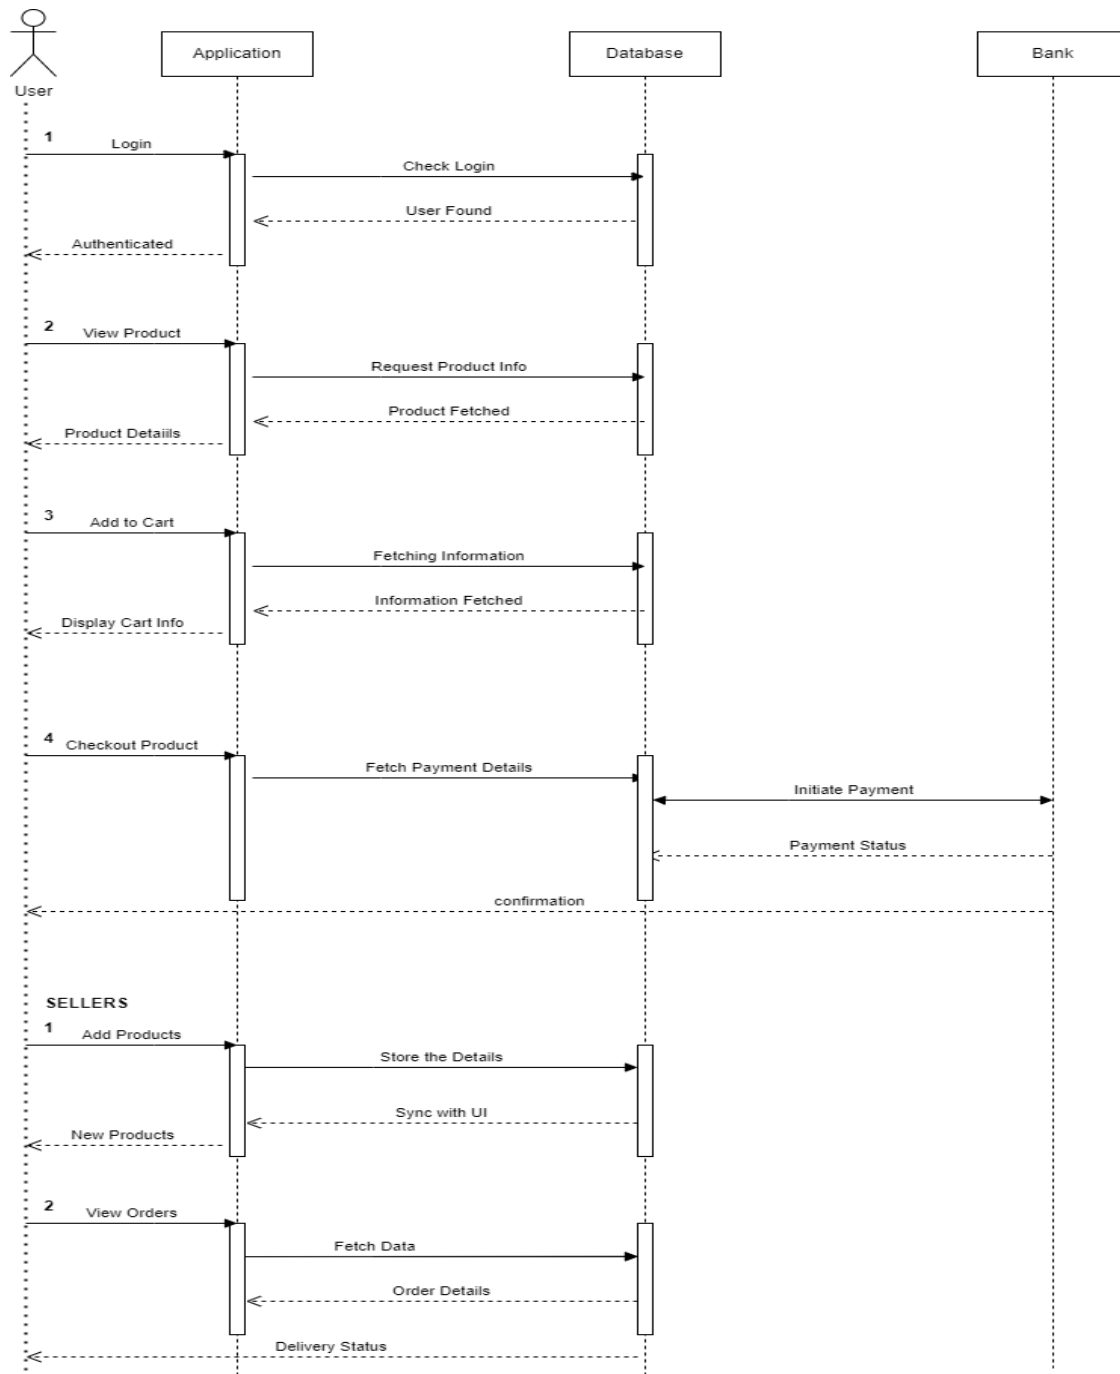 Application
Database
Bank
User
1
Login
Check Login
User Found
Authenticated
2
View Product
Request Product Info
Product Fetched
Product Detaiils
3
Add to Cart
Fetching Information
Information Fetched
Display Cart Info
4
Checkout Product
Fetch Payment Details
Initiate Payment
Payment Status
confirmation
SELLERS
1
Add Products
Store the Details
Sync with UI
New Products
2
View Orders
Fetch Data
Order Details
Delivery Status